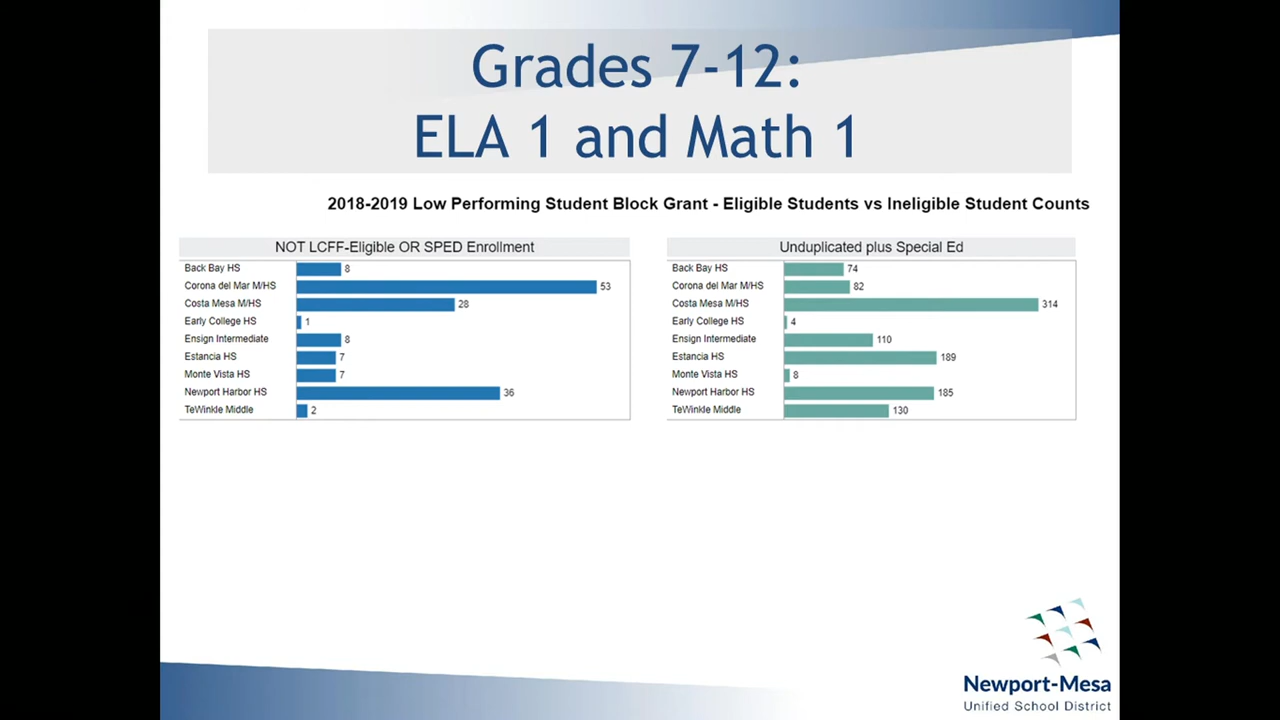 Grades 7-12:
ELA 1 and Math 1
2018-2019 Low Performing Student Block Grant - Eligible Students vs Ineligible Student Counts
NOT LCFF-Eligible OR SPED Enrollment
Back Bay HS 8
Corona del Mar M/HS 53
Costa Mesa M/HS 28
Early College HS 1
Ensign Intermediate 8
Estancia HS 7
Monte Vista HS 7
Newport Harbor HS 36
TeWinkle Middle 2
Unduplicated plus Special Ed
Back Bay HS 74
Corona del Mar M/HS 82
Costa Mesa M/HS 314
Early College HS 4
Ensign Intermediate 110
Estancia HS 189
Monte Vista HS 8
Newport Harbor HS 185
TeWinkle Middle 130
Newport-Mesa
Unified School District